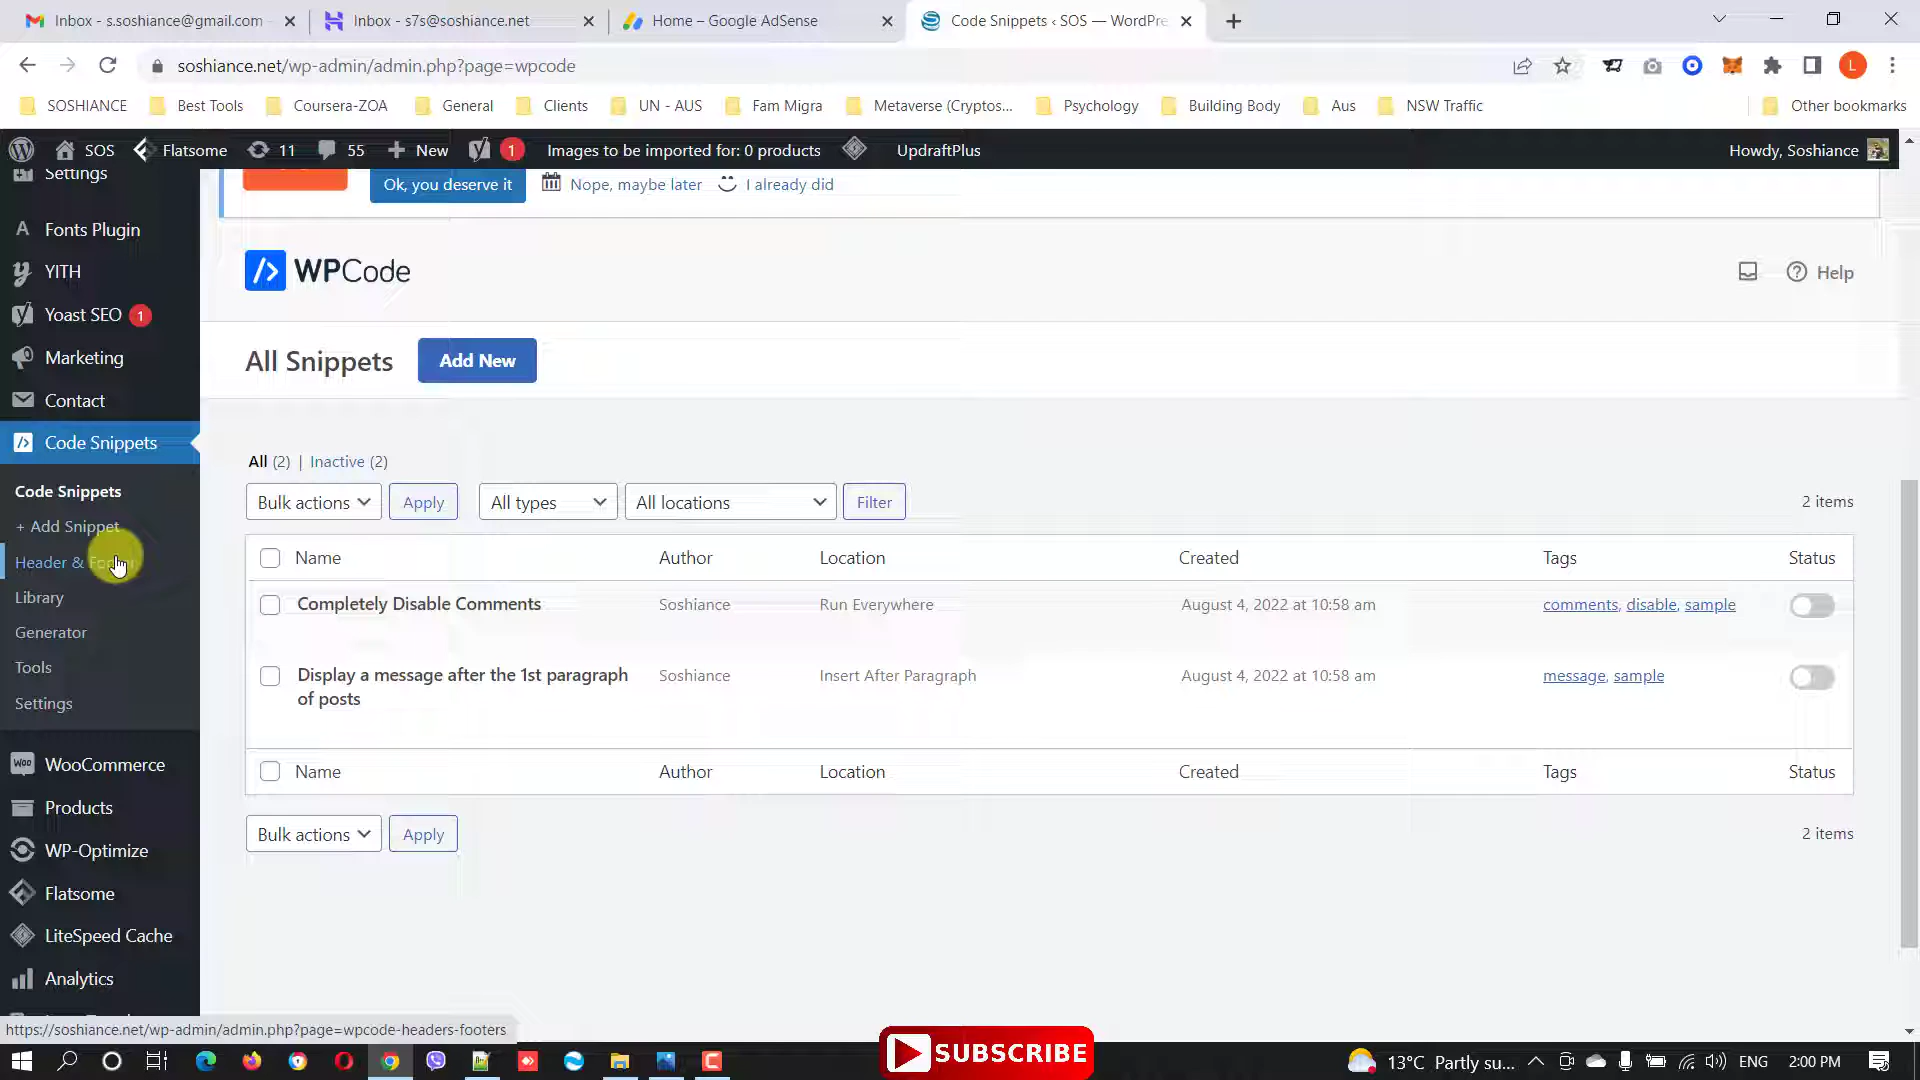 Inbox - s.soshiance@gmail.com
Inbox - s7s@soshiance.net
Home – Google AdSense
Code Snippets ‹ SOS — WordPre
soshiance.net/wp-admin/admin.php?page=wpcode
L
SOSHIANCE
Best Tools
Coursera-ZOA
General
Clients
UN - AUS
Fam Migra
Metaverse (Cryptos...
Psychology
Building Body
Aus
NSW Traffic
Other bookmarks
SOS
Flatsome
11
55
New
1
Images to be imported for: 0 products
UpdraftPlus
Howdy, Soshiance
Settings
Ok, you deserve it
Nope, maybe later
I already did
Fonts Plugin
YITH
Yoast SEO 1
Marketing
Contact
Code Snippets
Code Snippets
+ Add Snippet
Header &
Library
Generator
Tools
Settings
WooCommerce
Products
WP-Optimize
Flatsome
LiteSpeed Cache
Analytics
WPCode
Help
All Snippets
Add New
All (2) | Inactive (2)
Bulk actions
Apply
All types
All locations
Filter
2 items
Name
Author
Location
Created
Tags
Status
Completely Disable Comments
Soshiance
Run Everywhere
August 4, 2022 at 10:58 am
comments, disable, sample
Display a message after the 1st paragraph
of posts
Soshiance
Insert After Paragraph
August 4, 2022 at 10:58 am
message, sample
Name
Author
Location
Created
Tags
Status
Bulk actions
Apply
2 items
https://soshiance.net/wp-admin/admin.php?page=wpcode-headers-footers
SUBSCRIBE
13°C Partly su...
ENG
2:00 PM